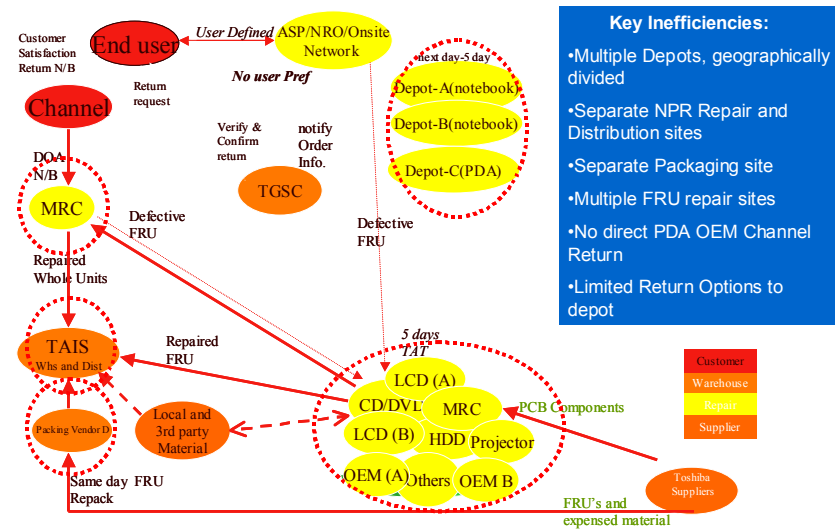 Customer
Satisfaction
Return N/B
End user
User Defined
ASP/NRO/Onsite
Network
No user Pref
Return
request
Channel
Verify &
Confirm
return
notify
Order
Info.
TGSC
next day-5 day
Depot-A(notebook)
Depot-B(notebook)
Depot-C(PDA)
DOA
N/B
MRC
Defective
FRU
Defective
FRU
Repaired
Whole Units
TAIS
Whs and Dist
Repaired
FRU
5 days
TAT
LCD (A)
MRC
LCD (B)
HDD
Projector
OEM (A)
Others
OEM B
PCB Components
Packing Vendor D
Local and
3rd party
Material
Same day FRU
Repack
Toshiba
Suppliers
FRU's and
expensed material
Key Inefficiencies:
•Multiple Depots, geographically
divided
•Separate NPR Repair and
Distribution sites
•Separate Packaging site
•Multiple FRU repair sites
•No direct PDA OEM Channel
Return
•Limited Return Options to
depot
Customer
Warehouse
Repair
Supplier